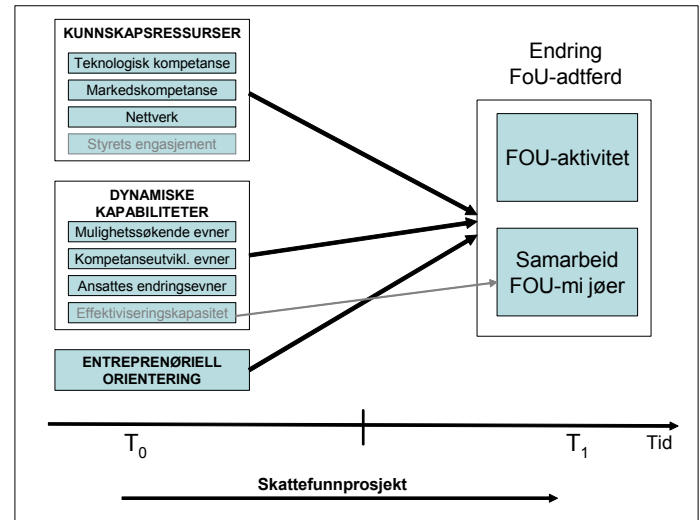 KUNNSKAPSRESSURSER
Teknologisk kompetanse
Markedskompetanse
Nettverk
Styrets engasjement
DYNAMISKE
KAPABILITETER
Mulighetssøkende evner
Kompetanseutvikl. evner
Ansattes endringsevner
Effektiviseringskapasitet
ENTREPRENØRIELL
ORIENTERING
Endring
FoU-adtferd
FOU-aktivitet
Samarbeid
FOU-mi jøer
T0
T1
Tid
Skattefunnprosjekt